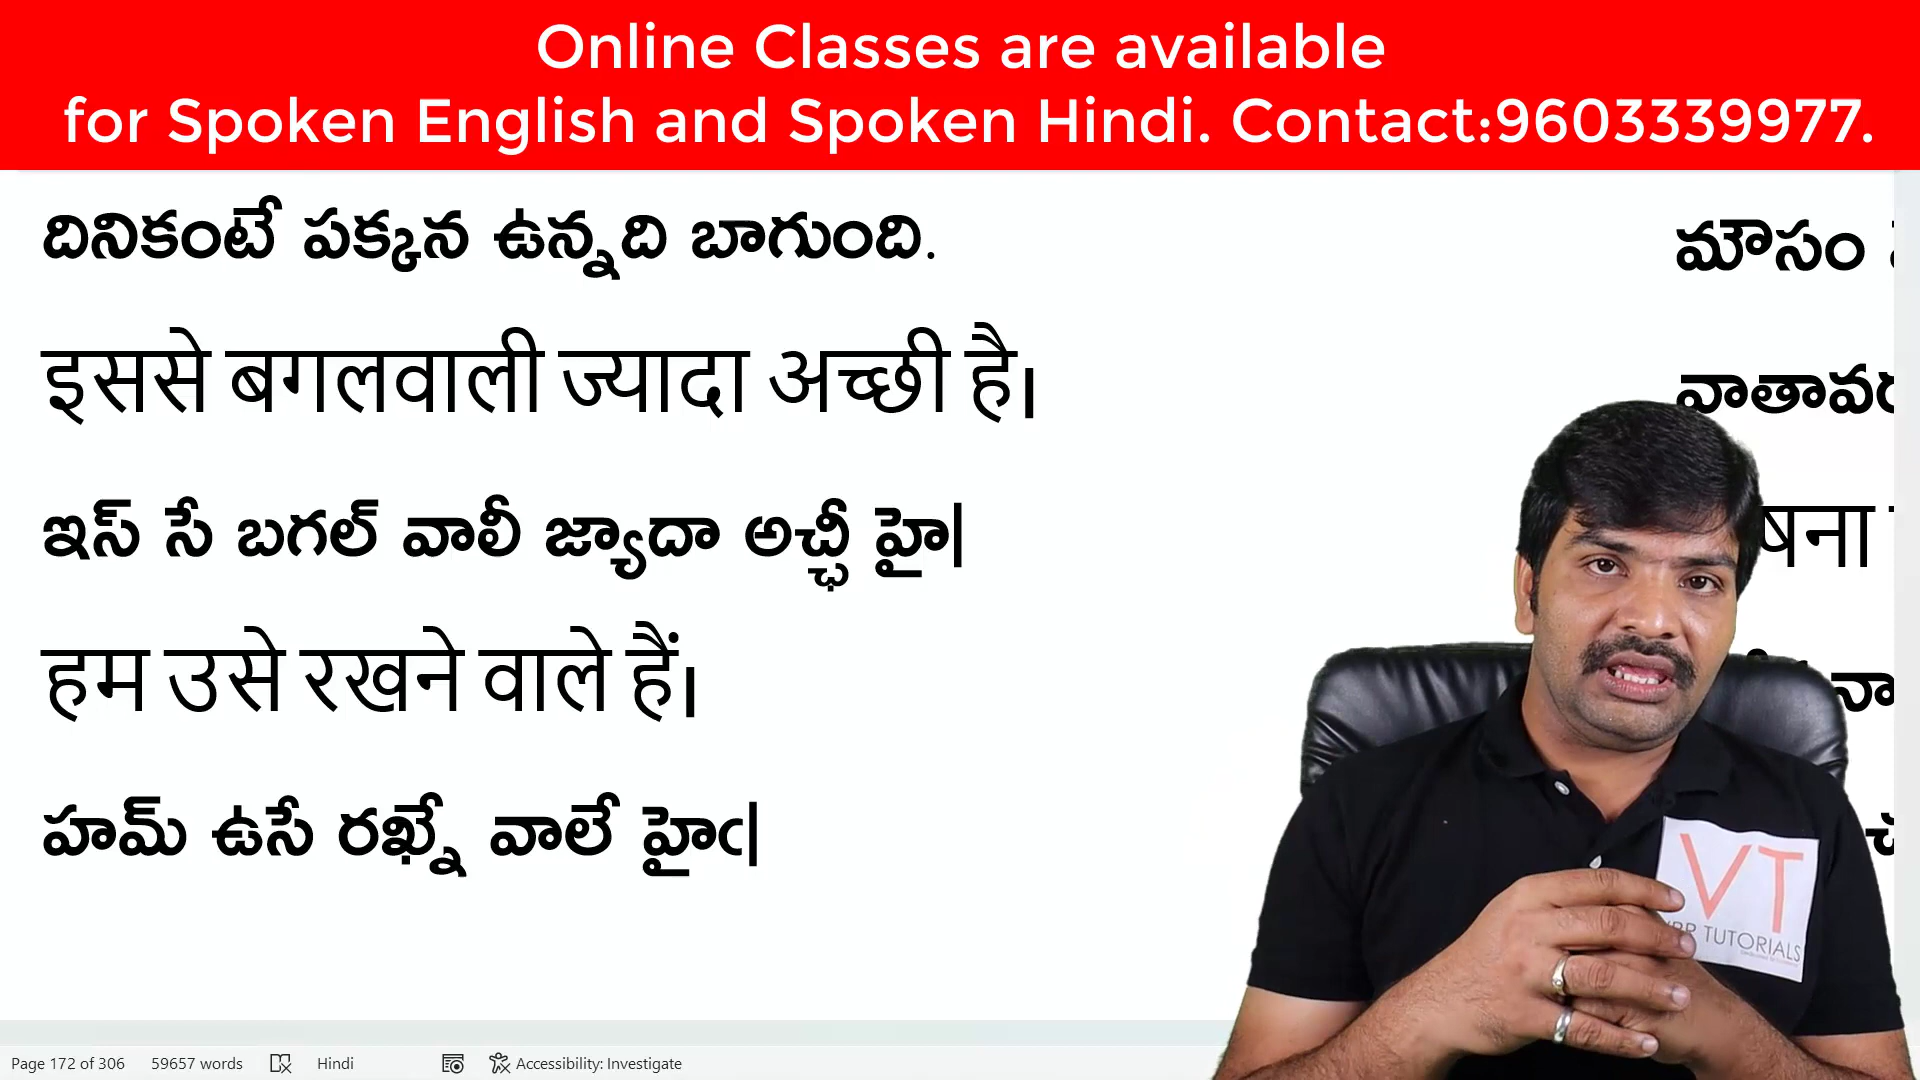 Online Classes are available
for Spoken English and Spoken Hindi. Contact:9603339977.
దినికంటే పక్కన ఉన్నది బాగుంది.
इससे बगलवाली ज्यादा अच्छी है।
ఇస్ సే బగల్ వాలీ జ్యాదా అచ్ఛీ హై|
हम उसे रखने वाले हैं।
హమ్ ఉసే రఖ్నే వాలే హైఁ|
మౌసం
VT
TUTORIALS
Page 172 of 306 59657 words Hindi Accessibility: Investigate